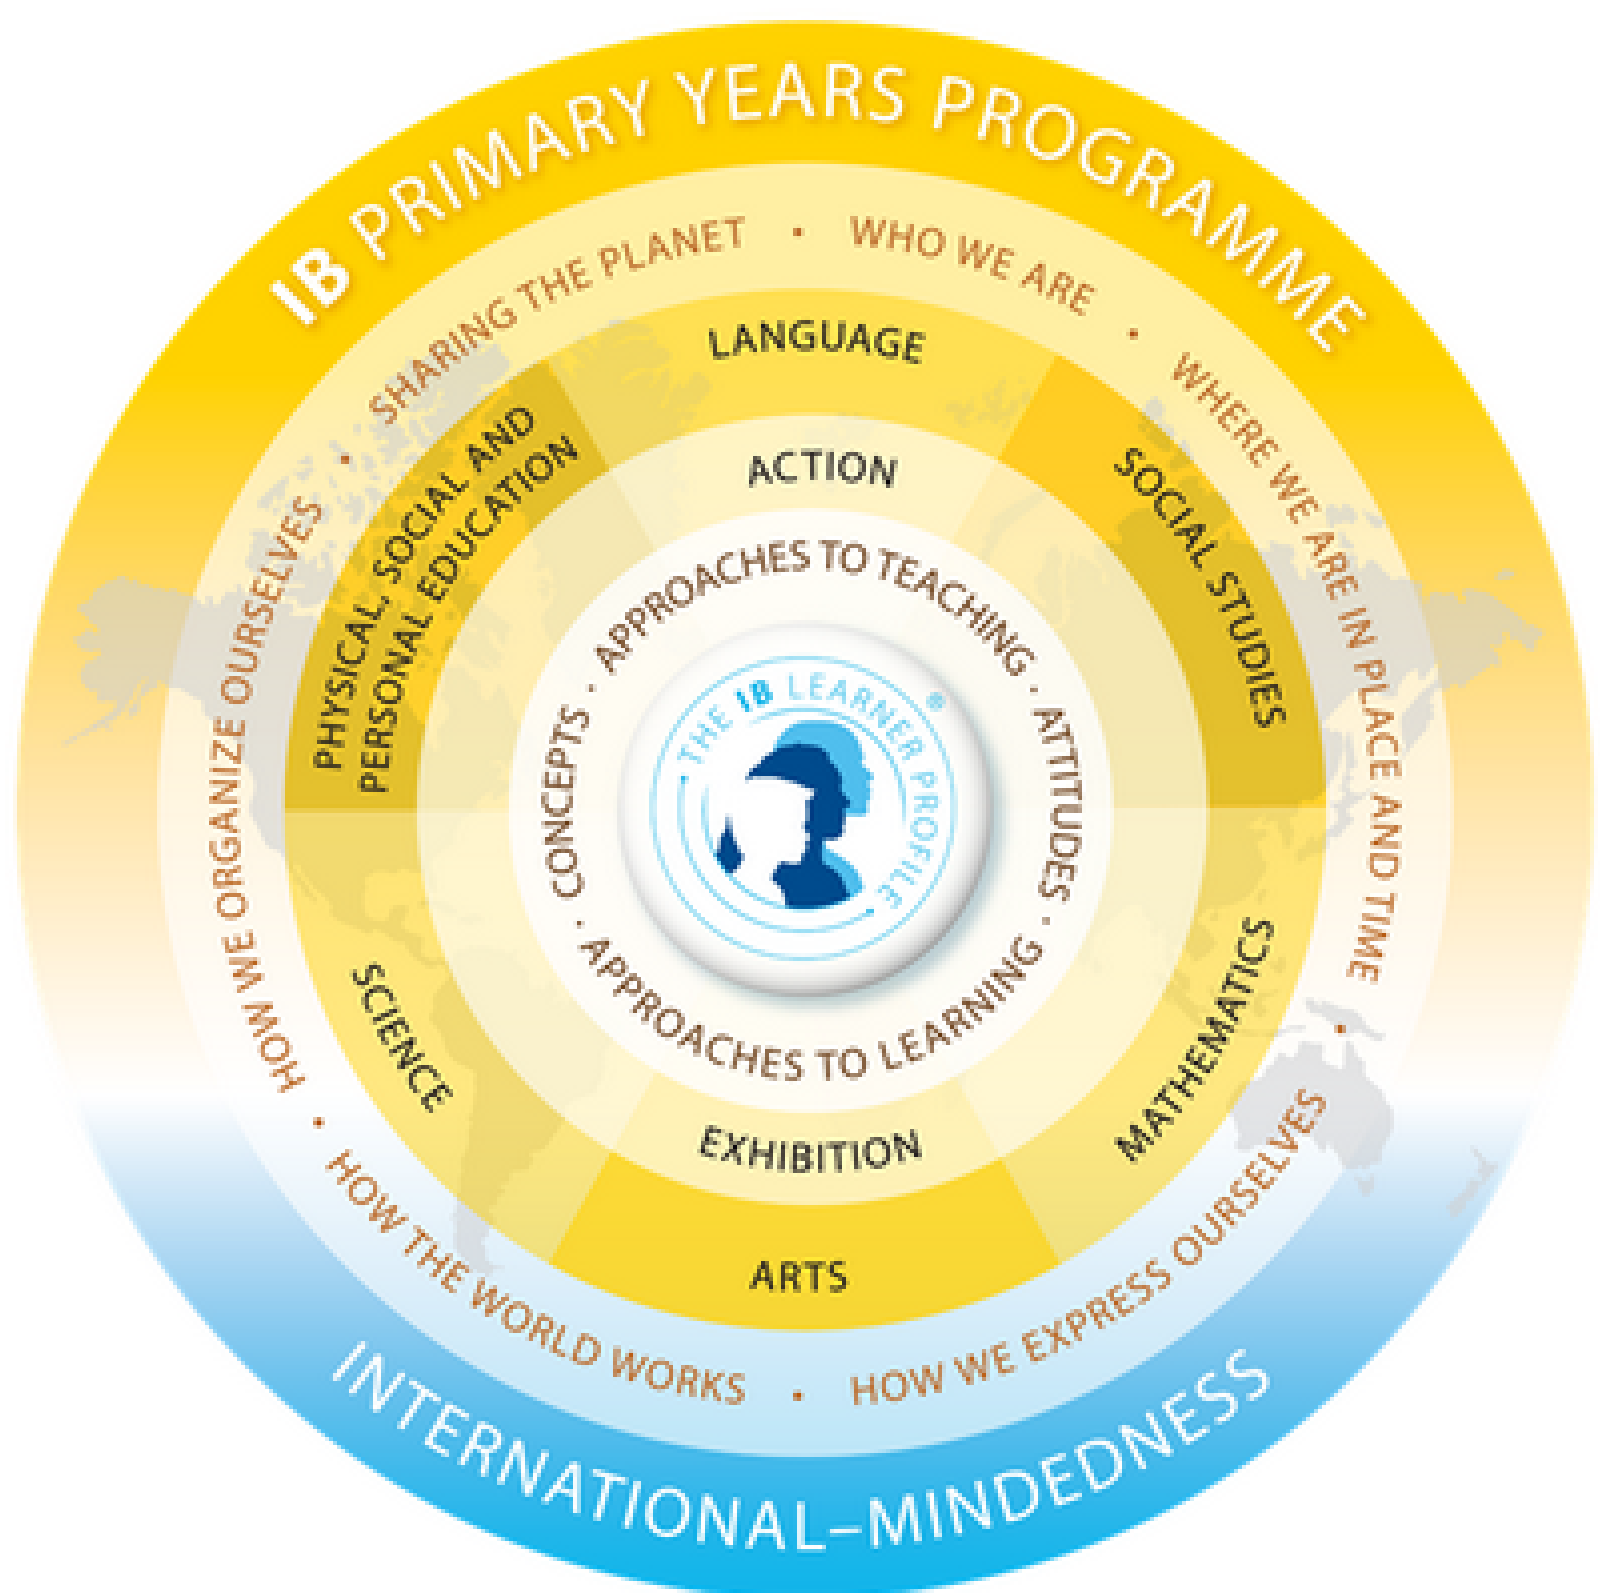 IB PRIMARY YEARS PROGRAMME
SHARING THE PLANET • WHO WE ARE • WHERE WE ARE IN PLACE AND TIME • HOW WE EXPRESS OURSELVES • HOW THE WORLD WORKS • HOW WE ORGANIZE OURSELVES •
LANGUAGE
SOCIAL STUDIES
MATHEMATICS
ARTS
SCIENCE
PHYSICAL, SOCIAL AND
PERSONAL EDUCATION
ACTION
EXHIBITION
APPROACHES TO TEACHING · ATTITUDES · APPROACHES TO LEARNING · CONCEPTS ·
THE IB LEARNER PROFILE ®
INTERNATIONAL–MINDEDNESS